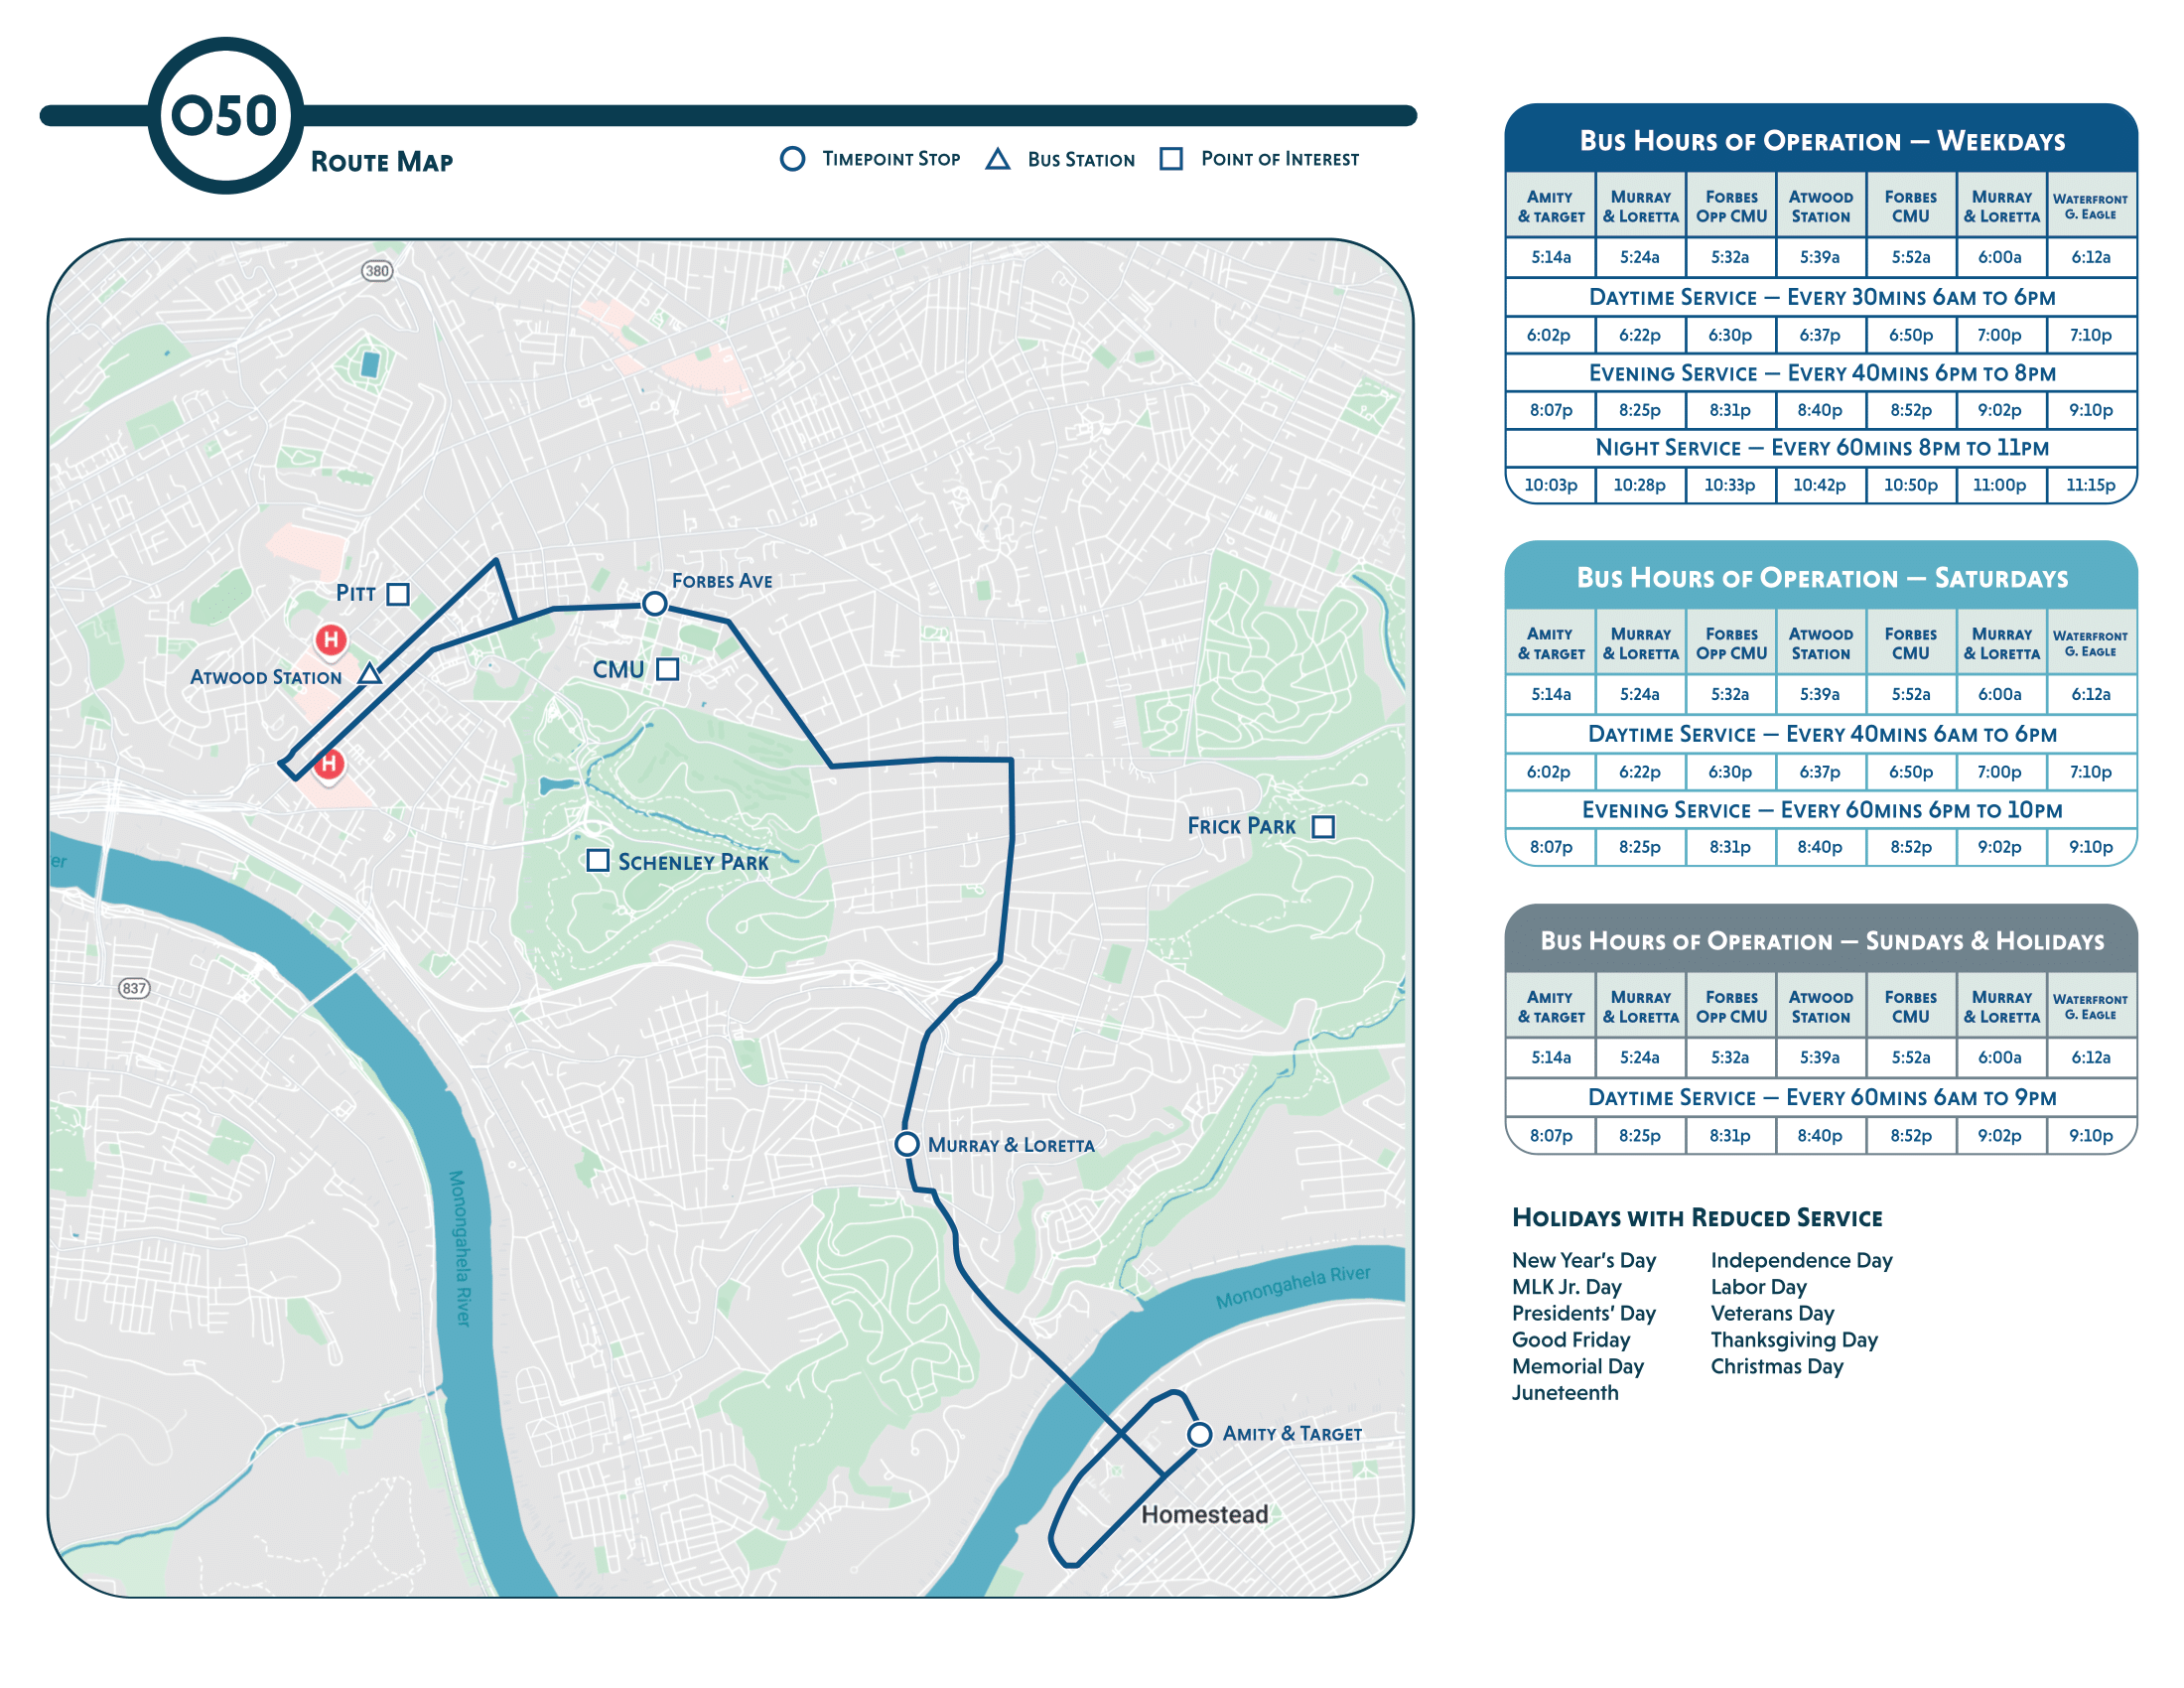 O50
Route Map
Timepoint Stop
Bus Station
Point of Interest
380
Pitt
Forbes Ave
H
Atwood Station
CMU
H
Frick Park
Schenley Park
er
837
Murray & Loretta
Monongahela River
Monongahela River
Amity & Target
Homestead
Bus Hours of Operation – Weekdays
Amity & target | Murray & Loretta | Forbes Opp CMU | Atwood Station | Forbes CMU | Murray & Loretta | Waterfront G. Eagle
5:14a 5:24a 5:32a 5:39a 5:52a 6:00a 6:12a
Daytime Service – Every 30mins 6am to 6pm
6:02p 6:22p 6:30p 6:37p 6:50p 7:00p 7:10p
Evening Service – Every 40mins 6pm to 8pm
8:07p 8:25p 8:31p 8:40p 8:52p 9:02p 9:10p
Night Service – Every 60mins 8pm to 11pm
10:03p 10:28p 10:33p 10:42p 10:50p 11:00p 11:15p
Bus Hours of Operation – Saturdays
Amity & target | Murray & Loretta | Forbes Opp CMU | Atwood Station | Forbes CMU | Murray & Loretta | Waterfront G. Eagle
5:14a 5:24a 5:32a 5:39a 5:52a 6:00a 6:12a
Daytime Service – Every 40mins 6am to 6pm
6:02p 6:22p 6:30p 6:37p 6:50p 7:00p 7:10p
Evening Service – Every 60mins 6pm to 10pm
8:07p 8:25p 8:31p 8:40p 8:52p 9:02p 9:10p
Bus Hours of Operation – Sundays & Holidays
Amity & target | Murray & Loretta | Forbes Opp CMU | Atwood Station | Forbes CMU | Murray & Loretta | Waterfront G. Eagle
5:14a 5:24a 5:32a 5:39a 5:52a 6:00a 6:12a
Daytime Service – Every 60mins 6am to 9pm
8:07p 8:25p 8:31p 8:40p 8:52p 9:02p 9:10p
Holidays with Reduced Service
New Year's Day
MLK Jr. Day
Presidents' Day
Good Friday
Memorial Day
Juneteenth
Independence Day
Labor Day
Veterans Day
Thanksgiving Day
Christmas Day